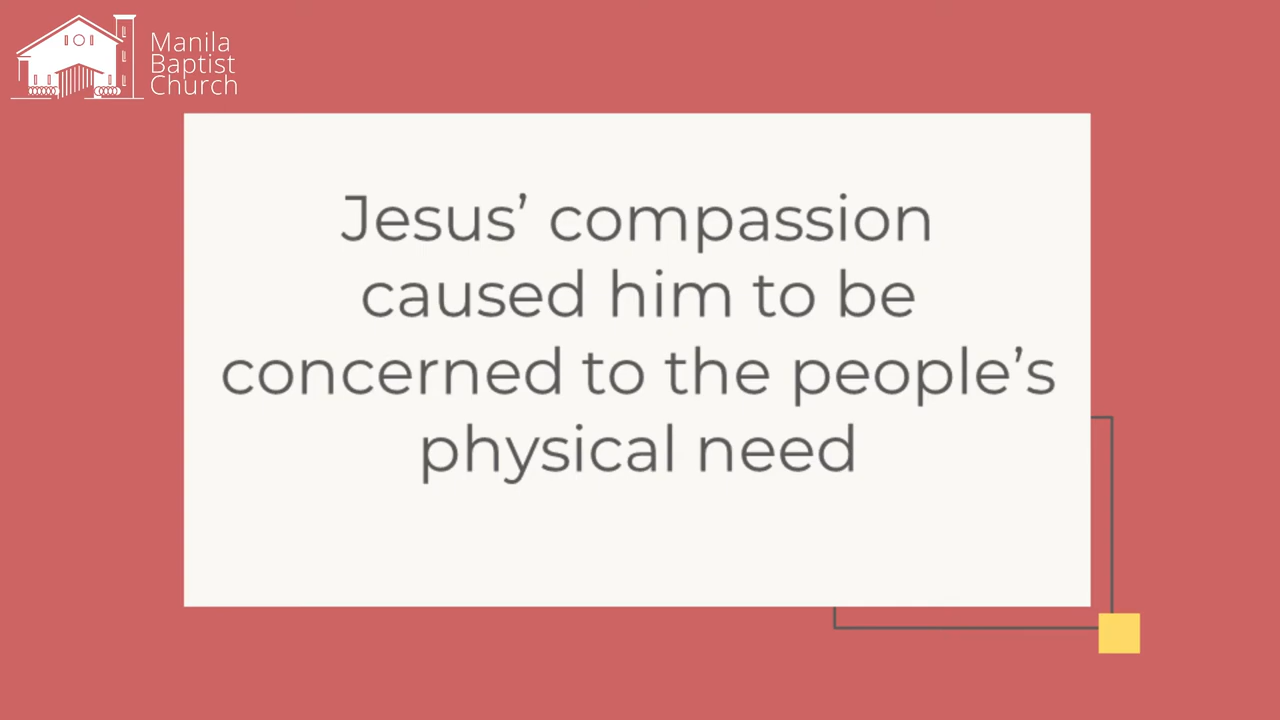 Manila
Baptist
Church
Jesus’ compassion
caused him to be
concerned to the people’s
physical need